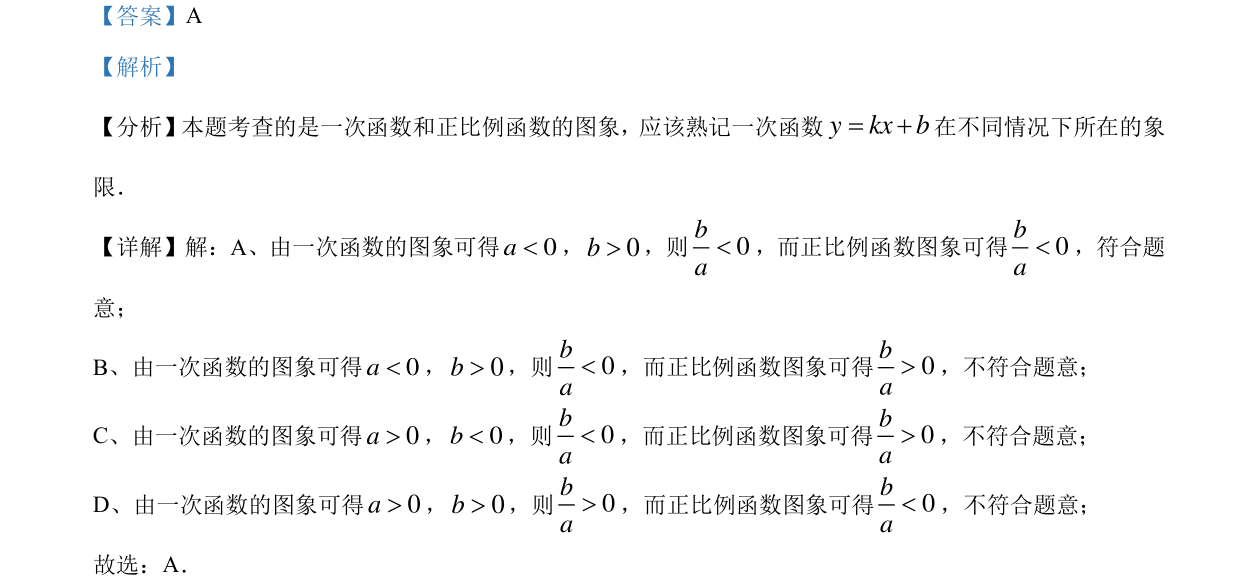 【答案】A
【解析】
【分析】本题考查的是一次函数和正比例函数的图象，应该熟记一次函数 y = kx + b 在不同情况下所在的象
限．
【详解】解：A、由一次函数的图象可得 a < 0，b > 0，则 b/a < 0，而正比例函数图象可得 b/a < 0，符合题
意；
B、由一次函数的图象可得 a < 0，b > 0，则 b/a < 0，而正比例函数图象可得 b/a > 0，不符合题意；
C、由一次函数的图象可得 a > 0，b < 0，则 b/a < 0，而正比例函数图象可得 b/a > 0，不符合题意；
D、由一次函数的图象可得 a > 0，b > 0，则 b/a > 0，而正比例函数图象可得 b/a < 0，不符合题意；
故选：A．